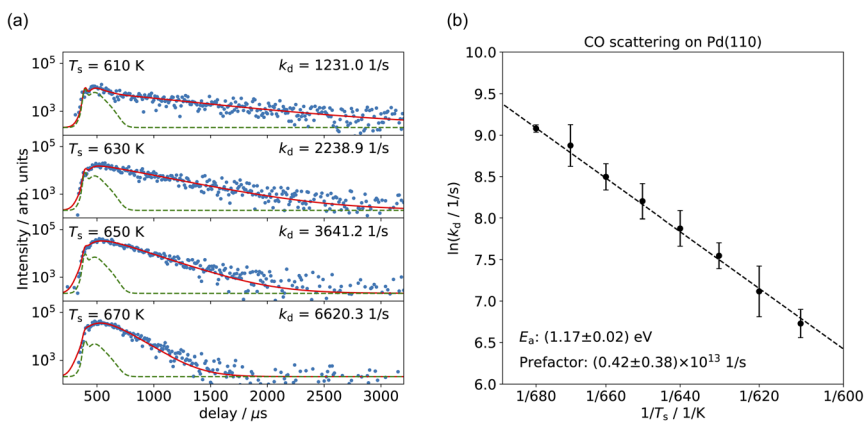 (a)
T_s = 610 K k_d = 1231.0 1/s
10^5
10^3
T_s = 630 K k_d = 2238.9 1/s
10^5
10^3
T_s = 650 K k_d = 3641.2 1/s
10^5
10^3
T_s = 670 K k_d = 6620.3 1/s
10^5
10^3
Intensity / arb. units
500 1000 1500 2000 2500 3000
delay / μs
(b)
CO scattering on Pd(110)
10.0
9.5
9.0
8.5
8.0
7.5
7.0
6.5
6.0
ln(k_d / 1/s)
E_a: (1.17±0.02) eV
Prefactor: (0.42±0.38)×10^13 1/s
1/680 1/660 1/640 1/620 1/600
1/T_s / 1/K